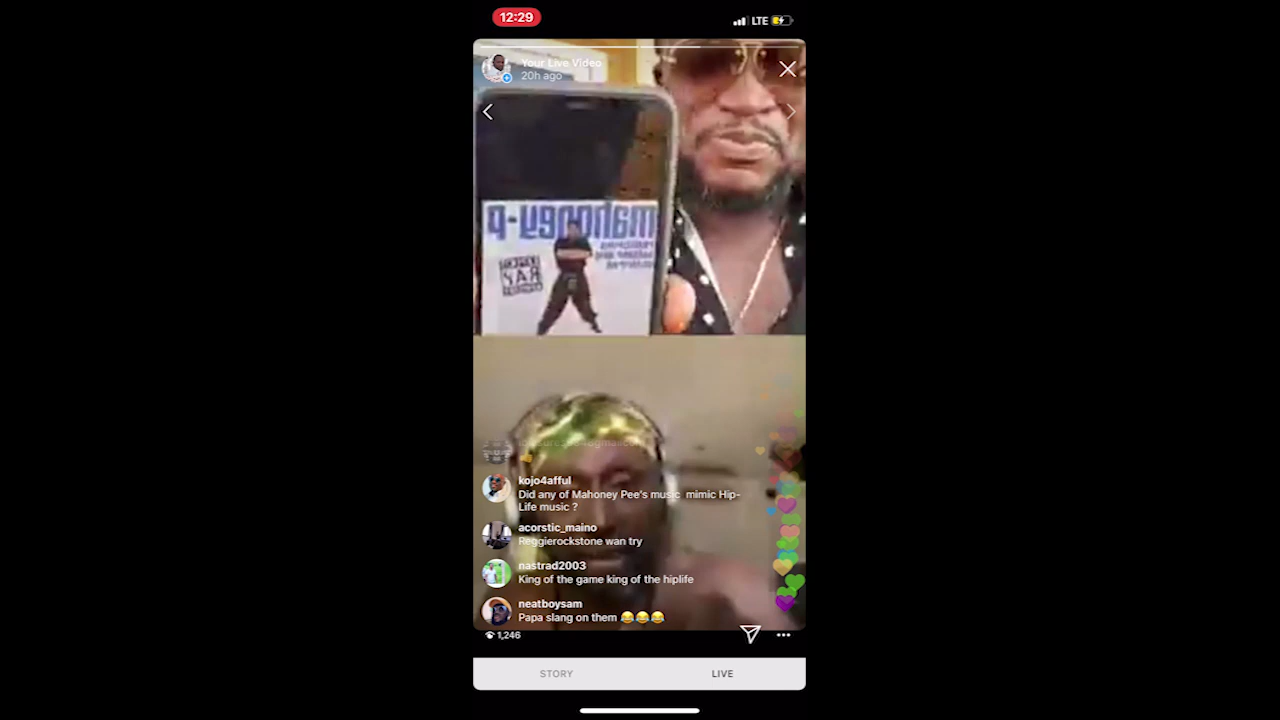 12:29
LTE
Your Live Video
20h ago
mahoney-p
RAY
kojo4afful
Did any of Mahoney Pee's music mimic Hip-
Life music ?
acorstic_maino
Reggierockstone wan try
nastrad2003
King of the game king of the hiplife
neatboysam
Papa slang on them 😂😂😂
1,246
STORY
LIVE